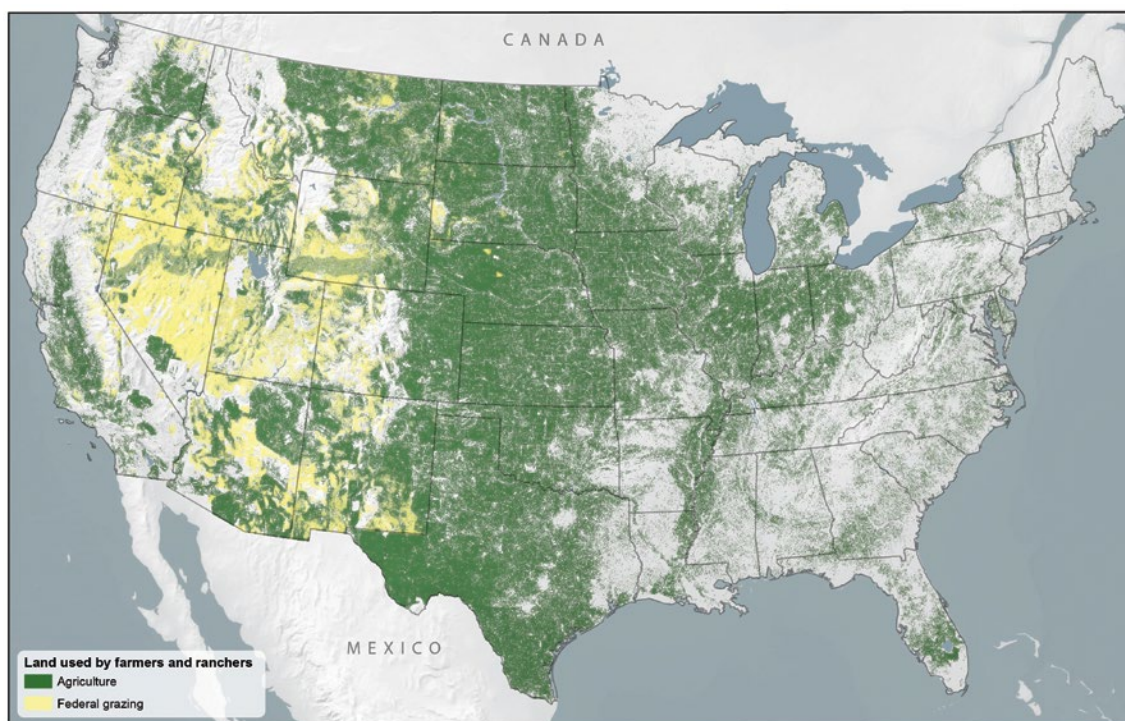 CANADA
MEXICO
Land used by farmers and ranchers
Agriculture
Federal grazing